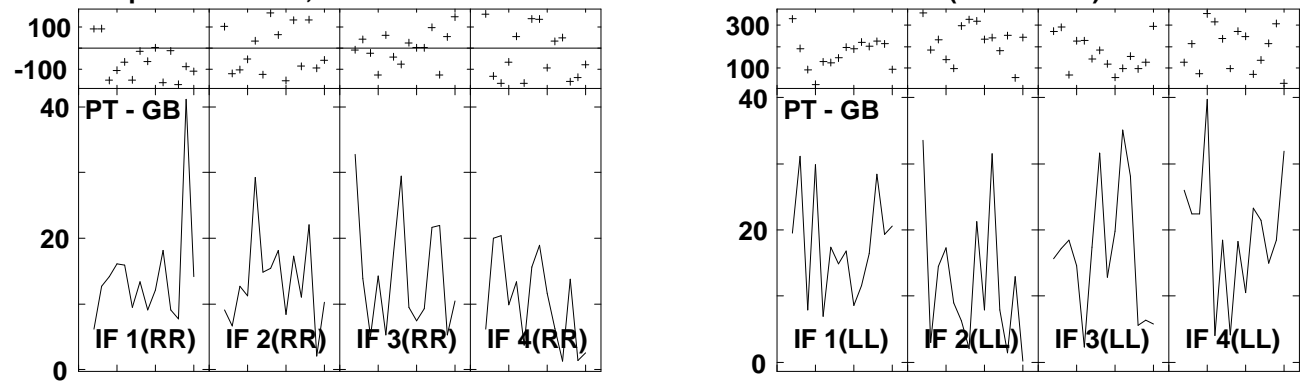 100
-100
40
PT - GB
20
IF 1(RR) IF 2(RR) IF 3(RR) IF 4(RR)
0
300
100
40
PT - GB
20
IF 1(LL) IF 2(LL) IF 3(LL) IF 4(LL)
0